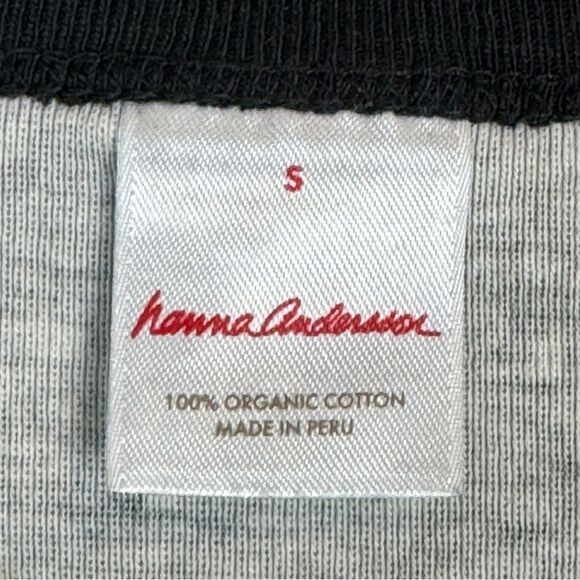 S
hanna Andersson
100% ORGANIC COTTON
MADE IN PERU